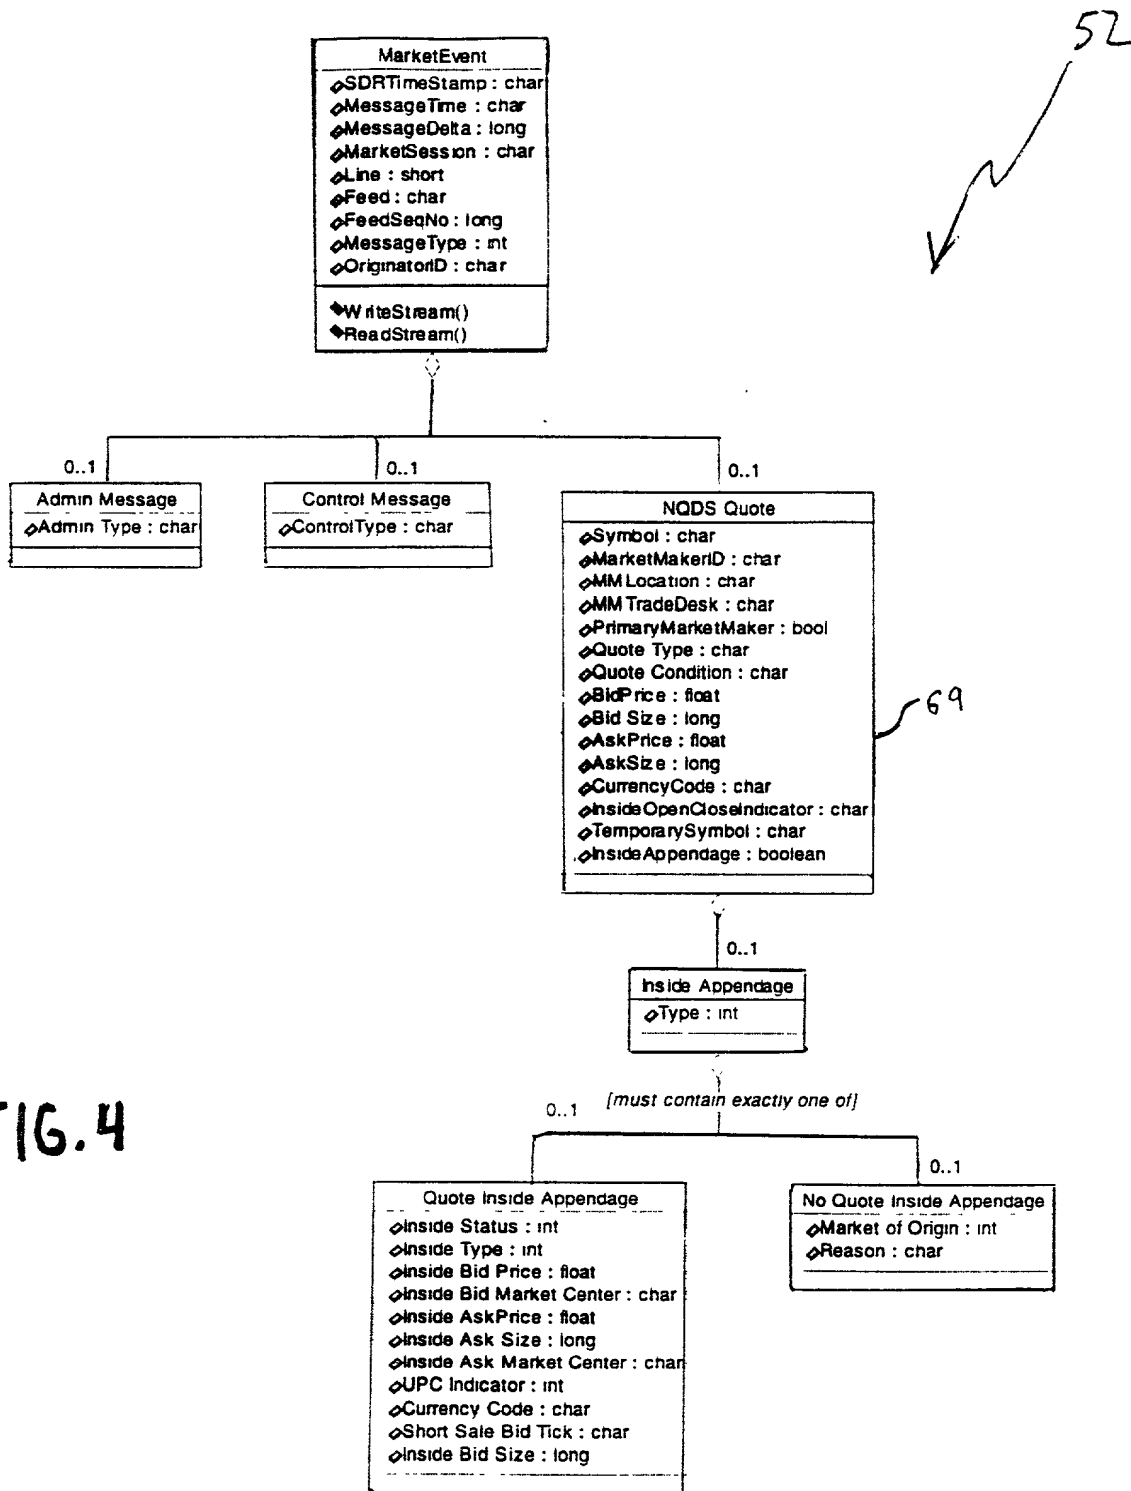 52
MarketEvent
SDRTimeStamp : char
MessageTime : char
MessageDelta : long
MarketSession : char
Line : short
Feed : char
FeedSeqNo : long
MessageType : int
OriginatorID : char
WriteStream()
ReadStream()
0..1
0..1
0..1
Admin Message
Admin Type : char
Control Message
ControlType : char
NQDS Quote
Symbol : char
MarketMakerID : char
MM Location : char
MM TradeDesk : char
PrimaryMarketMaker : bool
Quote Type : char
Quote Condition : char
BidPrice : float
Bid Size : long
AskPrice : float
AskSize : long
CurrencyCode : char
InsideOpenCloseIndicator : char
TemporarySymbol : char
InsideAppendage : boolean
69
0..1
Inside Appendage
Type : int
[must contain exactly one of]
0..1
0..1
FIG. 4
Quote Inside Appendage
Inside Status : int
Inside Type : int
Inside Bid Price : float
Inside Bid Market Center : char
Inside AskPrice : float
Inside Ask Size : long
Inside Ask Market Center : char
UPC Indicator : int
Currency Code : char
Short Sale Bid Tick : char
Inside Bid Size : long
No Quote Inside Appendage
Market of Origin : int
Reason : char